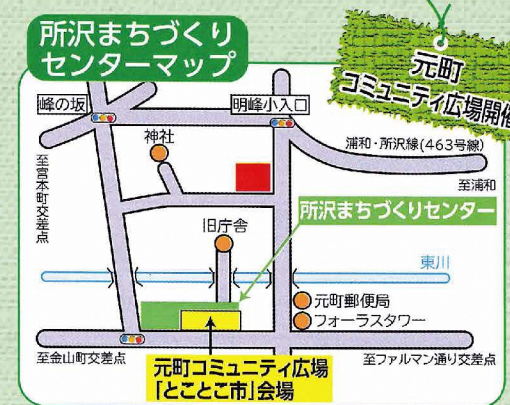 所沢まちづくり
センターマップ
元町
コミュニティ広場開催
峰の坂
明峰小入口
神社
浦和・所沢線(463号線)
至浦和
至宮本町交差点
所沢まちづくりセンター
旧庁舎
東川
元町郵便局
フォーラスタワー
至金山町交差点
至ファルマン通り交差点
元町コミュニティ広場
「とことこ市」会場